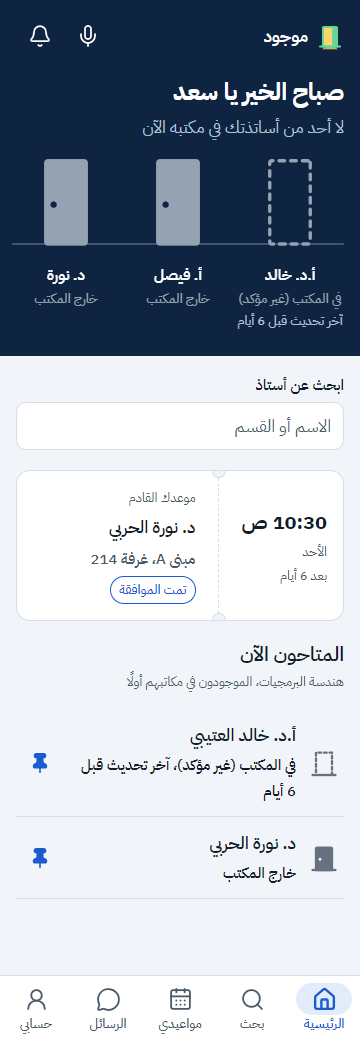 موجود
صباح الخير يا سعد
لا أحد من أساتذتك في مكتبه الآن
أ.د. خالد
في المكتب (غير مؤكد)
آخر تحديث قبل 6 أيام
أ. فيصل
خارج المكتب
د. نورة
خارج المكتب
ابحث عن أستاذ
الاسم أو القسم
10:30 ص
الأحد
بعد 6 أيام
موعدك القادم
د. نورة الحربي
مبنى A، غرفة 214
تمت الموافقة
المتاحون الآن
هندسة البرمجيات، الموجودون في مكاتبهم أولًا
أ.د. خالد العتيبي
في المكتب (غير مؤكد)، آخر تحديث قبل
6 أيام
د. نورة الحربي
خارج المكتب
الرئيسية
بحث
مواعيدي
الرسائل
حسابي